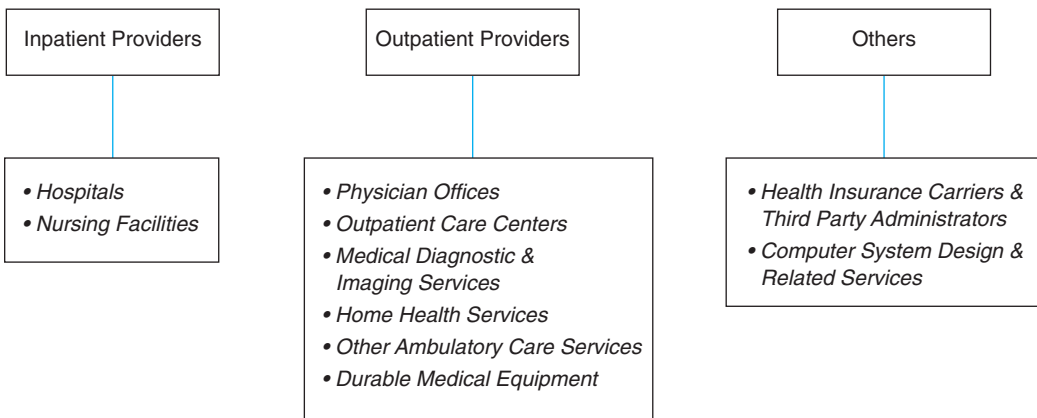 Inpatient Providers
• Hospitals
• Nursing Facilities
Outpatient Providers
• Physician Offices
• Outpatient Care Centers
• Medical Diagnostic &
Imaging Services
• Home Health Services
• Other Ambulatory Care Services
• Durable Medical Equipment
Others
• Health Insurance Carriers &
Third Party Administrators
• Computer System Design &
Related Services